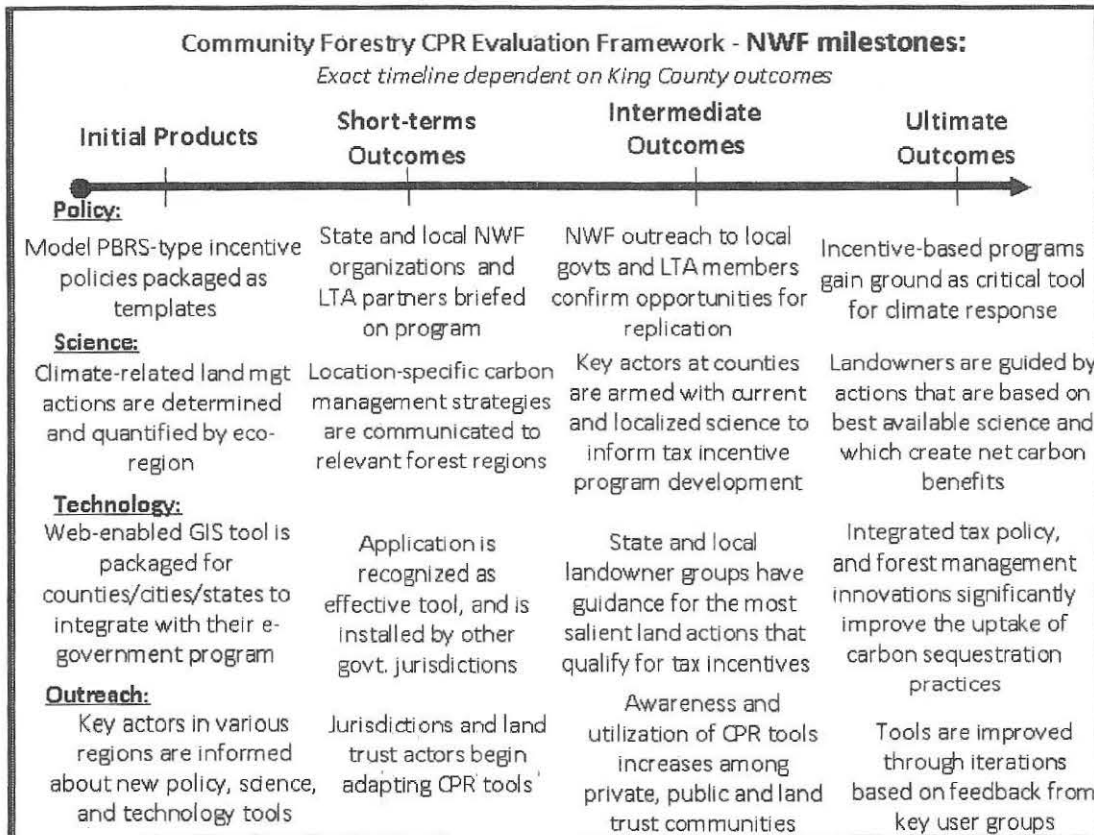 Community Forestry CPR Evaluation Framework - NWF milestones:
Exact timeline dependent on King County outcomes
Initial Products
Short-terms
Outcomes
Intermediate
Outcomes
Ultimate
Outcomes
Policy:
Model PBRS-type incentive
policies packaged as
templates
State and local NWF
organizations and
LTA partners briefed
on program
NWF outreach to local
govts and LTA members
confirm opportunities for
replication
Incentive-based programs
gain ground as critical tool
for climate response
Science:
Climate-related land mgt
actions are determined
and quantified by eco-
region
Location-specific carbon
management strategies
are communicated to
relevant forest regions
Key actors at counties
are armed with current
and localized science to
inform tax incentive
program development
Landowners are guided by
actions that are based on
best available science and
which create net carbon
benefits
Technology:
Web-enabled GIS tool is
packaged for
counties/cities/states to
integrate with their e-
government program
Application is
recognized as
effective tool, and is
installed by other
govt. jurisdictions
State and local
landowner groups have
guidance for the most
salient land actions that
qualify for tax incentives
Integrated tax policy,
and forest management
innovations significantly
improve the uptake of
carbon sequestration
practices
Outreach:
Key actors in various
regions are informed
about new policy, science,
and technology tools
Jurisdictions and land
trust actors begin
adapting CPR tools
Awareness and
utilization of CPR tools
increases among
private, public and land
trust communities
Tools are improved
through iterations
based on feedback from
key user groups